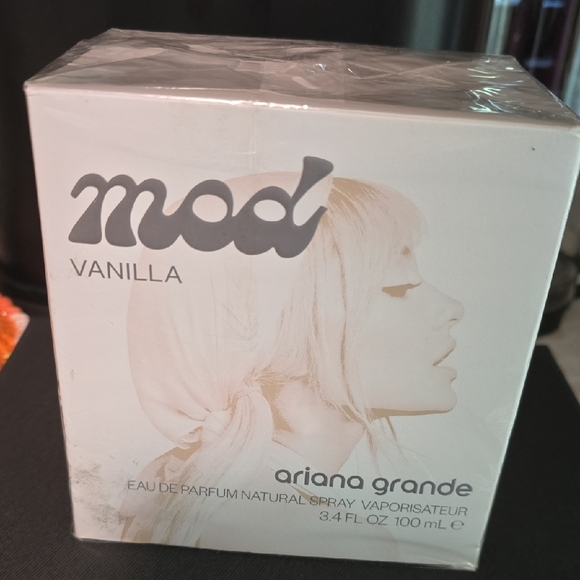 mod
VANILLA
ariana grande
EAU DE PARFUM NATURAL SPRAY VAPORISATEUR
3.4 FL OZ 100 mL ℮